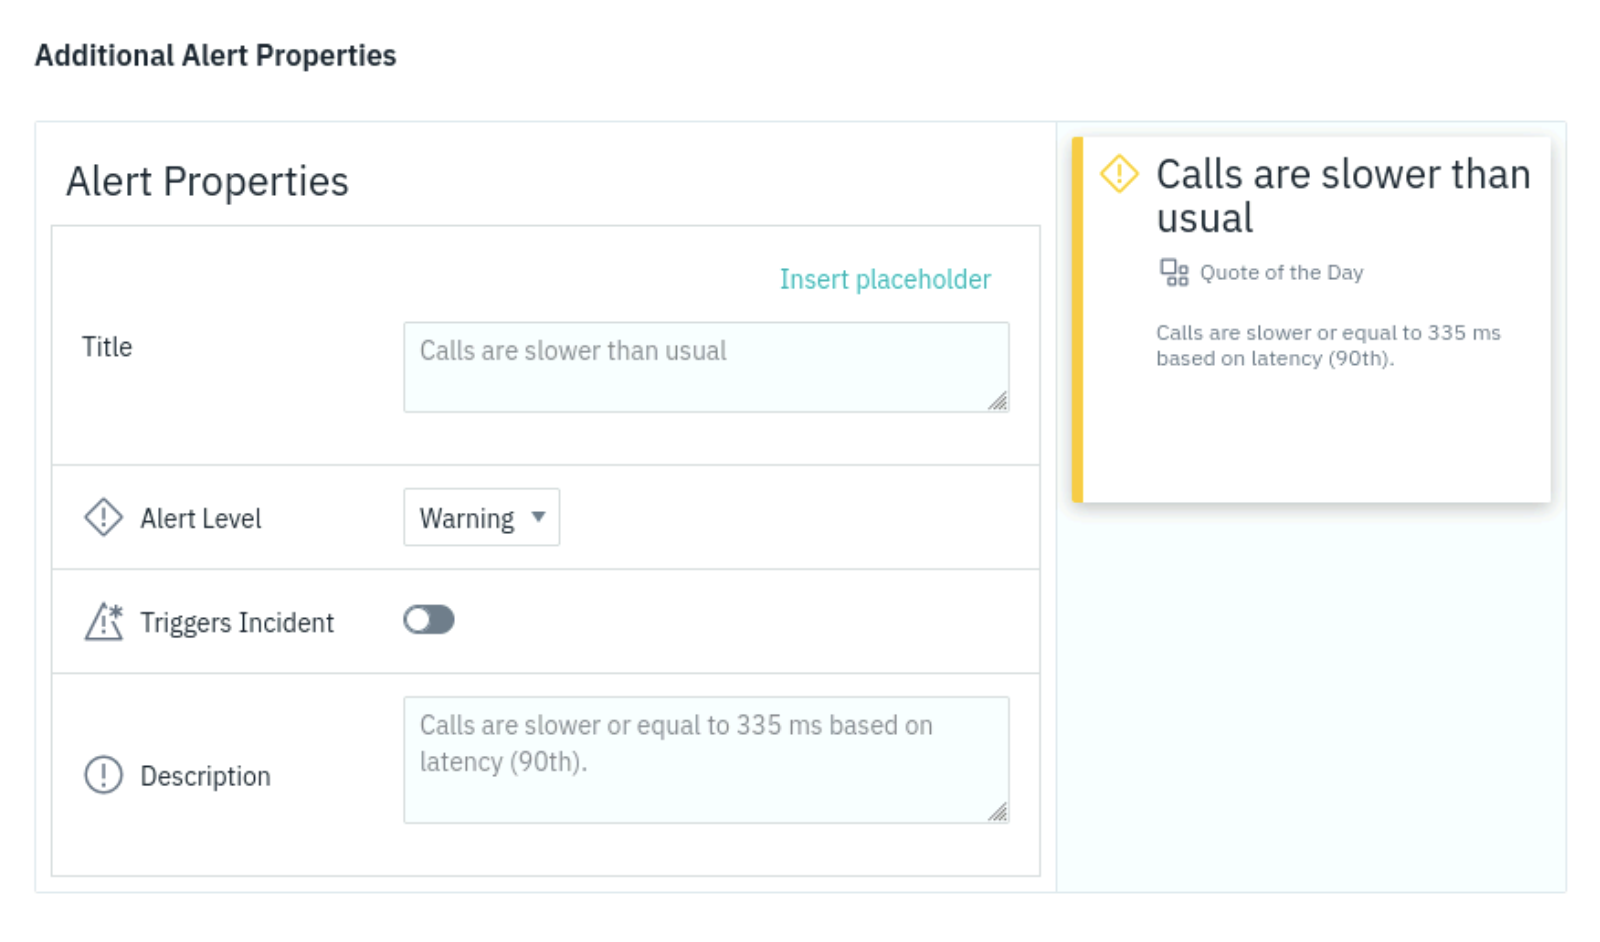 Additional Alert Properties
Alert Properties
Insert placeholder
Title
Calls are slower than usual
Alert Level
Warning
Triggers Incident
Description
Calls are slower or equal to 335 ms based on
latency (90th).
Calls are slower than
usual
Quote of the Day
Calls are slower or equal to 335 ms
based on latency (90th).